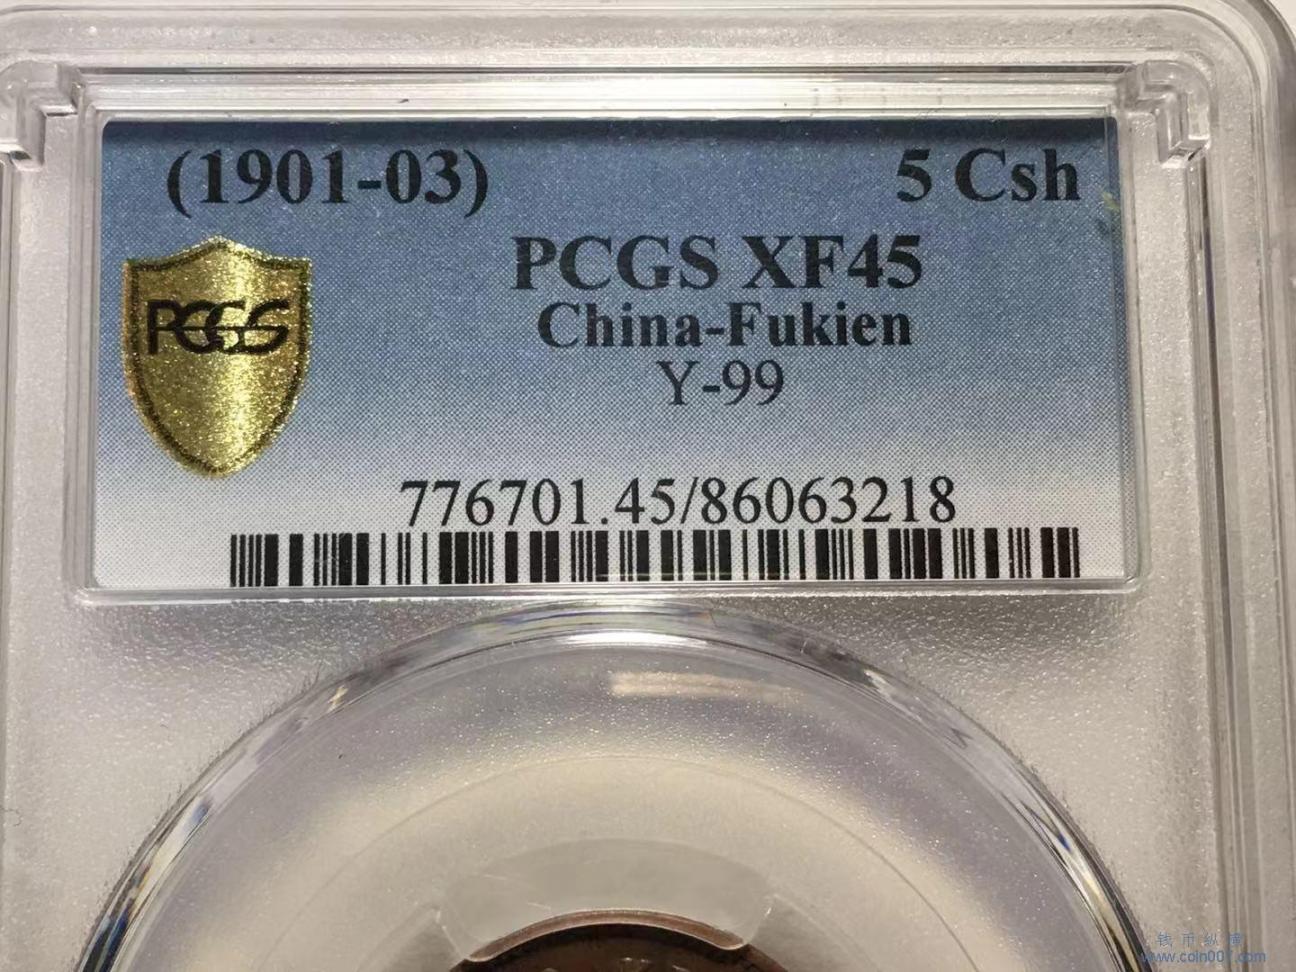 (1901-03) 5 Csh
PCGS XF45
China-Fukien
PCGS
Y-99
776701.45/86063218
钱币纵横
www.coin007.com